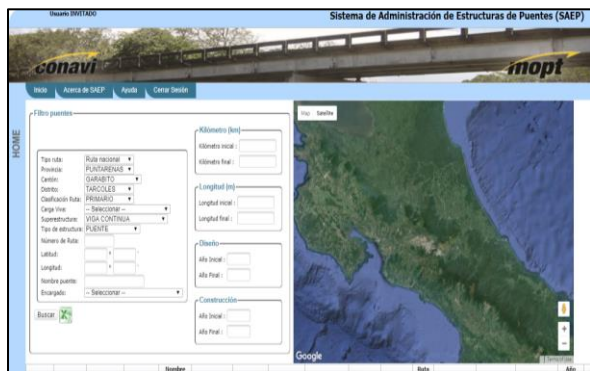 Usuario INVITADO
Sistema de Administración de Estructuras de Puentes (SAEP)
conavi
mopt
Inicio Acerca de SAEP Ayuda Cerrar Sesión
HOME
Filtro puentes
Tipo ruta: Ruta nacional
Provincia: PUNTARENAS
Cantón: GARABITO
Distrito: TARCOLES
Clasificación Ruta: PRIMARIO
Carga Viva: -- Seleccionar --
Superestructura: VIGA CONTINUA
Tipo de estructura: PUENTE
Número de Ruta:
Latitud: ° '
Longitud: ° '
Nombre puente:
Encargado: -- Seleccionar --
Buscar
Kilómetro (km)
Kilómetro inicial :
Kilómetro final :
Longitud (m)
Longitud inicial :
Longitud final :
Diseño
Año Inicial :
Año Final :
Construcción
Año Inicial :
Año Final :
Map Satellite
Google
Terms of Use
Nombre Ruta Año